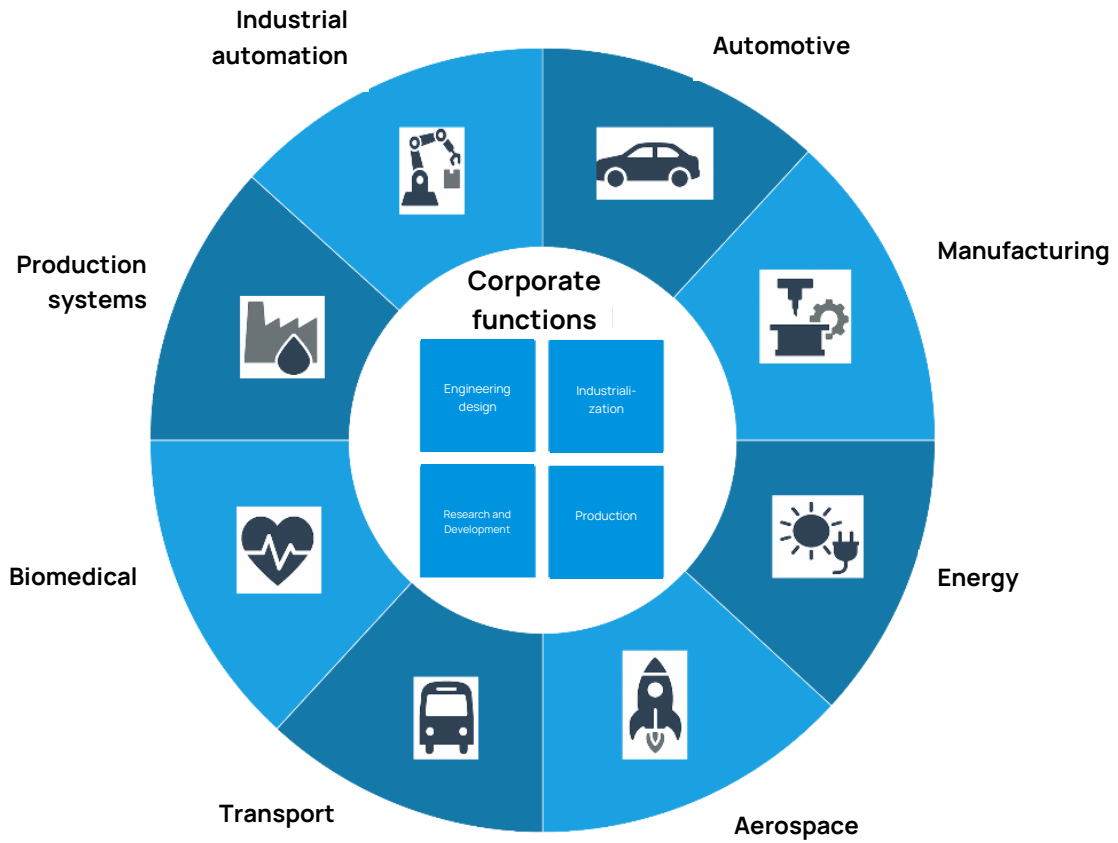 Industrial
automation
Automotive
Manufacturing
Production
systems
Corporate
functions
Engineering
design
Industriali-
zation
Research and
Development
Production
Biomedical
Energy
Transport
Aerospace